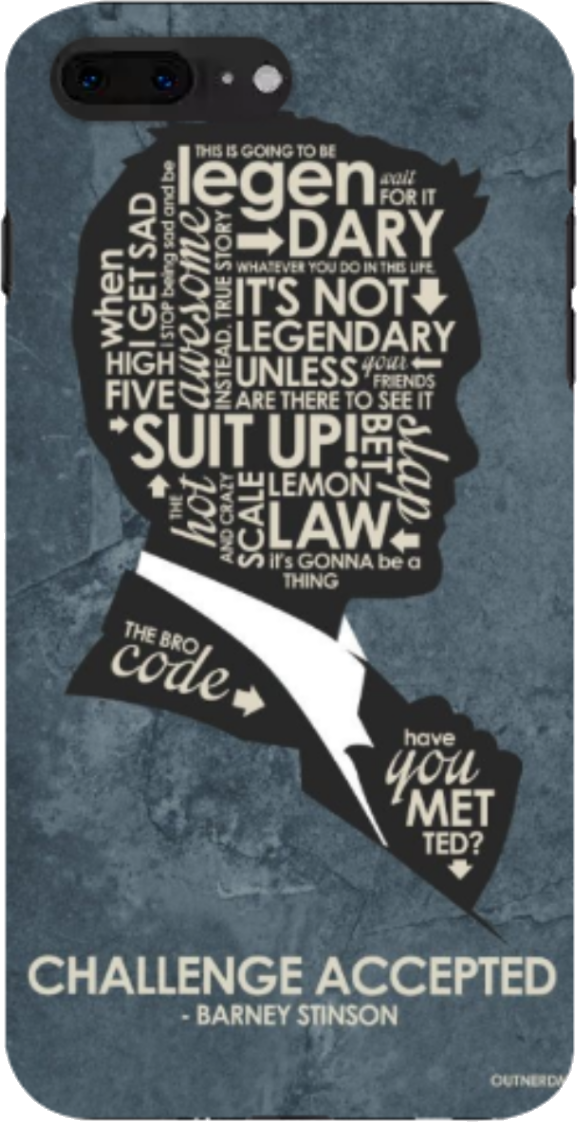 THIS IS GOING TO BE
legen wait
FOR IT
DARY
when
I GET SAD
I STOP being sad and be
awesome
INSTEAD. TRUE STORY
WHATEVER YOU DO IN THIS LIFE,
IT'S NOT
LEGENDARY
UNLESS your
FRIENDS
ARE THERE TO SEE IT
HIGH
FIVE
SUIT UP!
BET
slap
THE
hot
AND CRAZY
SCALE
LEMON
LAW
it's GONNA be a
THING
THE BRO
code
have
you
MET
TED?
CHALLENGE ACCEPTED
- BARNEY STINSON
OUTNERDA